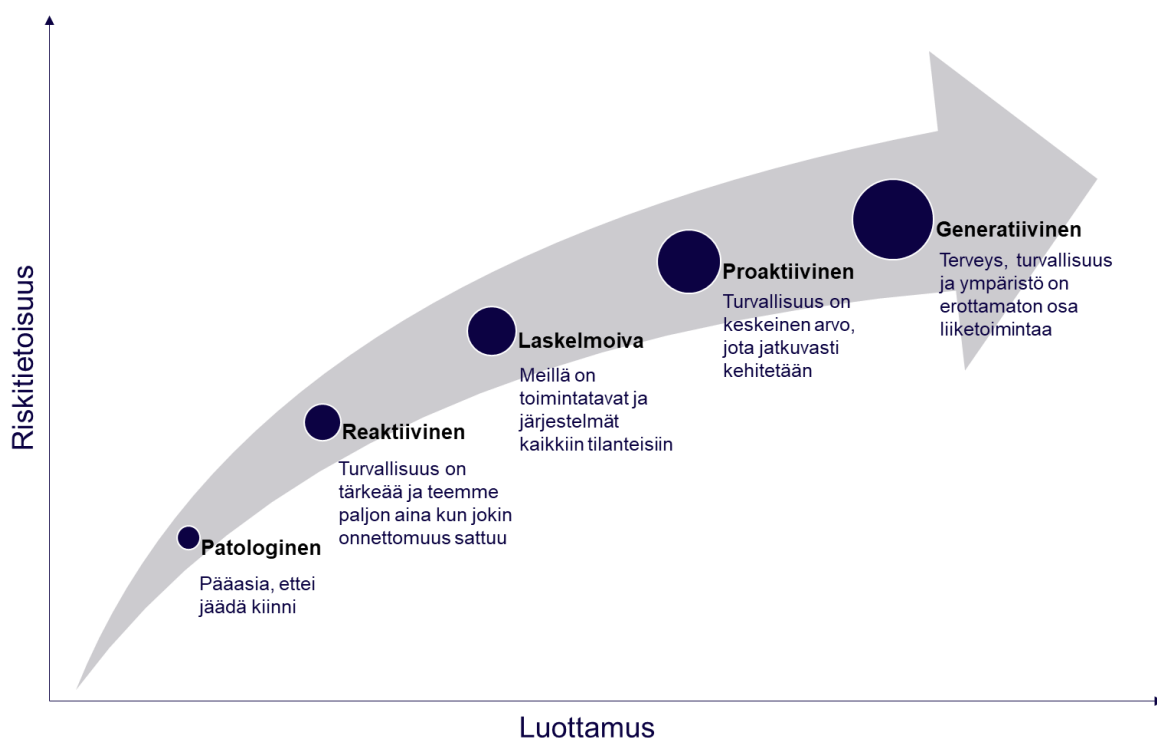 Riskitietoisuus
Generatiivinen
Terveys, turvallisuus
ja ympäristö on
erottamaton osa
liiketoimintaa
Proaktiivinen
Turvallisuus on
keskeinen arvo,
jota jatkuvasti
kehitetään
Laskelmoiva
Meillä on
toimintatavat ja
järjestelmät
kaikkiin tilanteisiin
Reaktiivinen
Turvallisuus on
tärkeää ja teemme
paljon aina kun jokin
onnettomuus sattuu
Patologinen
Pääasia, ettei
jäädä kiinni
Luottamus